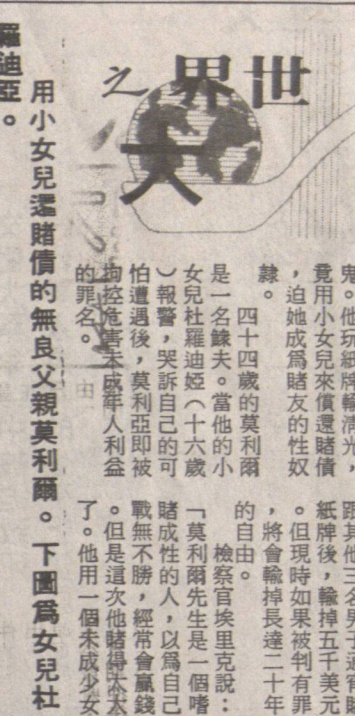 世界之大
鬼。他玩紙牌輸清光，
竟用小女兒來償還賭債
，迫她成爲賭友的性奴
隸。
四十四歲的莫利爾
是一名鰥夫。當他的小
女兒杜羅迪婭（十六歲
）報警，哭訴自己的可
怕遭遇後，莫利亞即被
拘控危害未成年人利益
的罪名。
跟其他三名男子進賭
紙牌後，輸掉五千美元
。但現時如果被判有罪
，將會輸掉長達二十年
的自由。
檢察官埃里克說：
「莫利爾先生是一個嗜
賭成性的人，以爲自己
戰無不勝，經常會贏錢
。但是這次他賭得太大
了。他用一個未成少女
用小女兒還賭債的無良父親莫利爾。下圖爲女兒杜
羅迪亞。